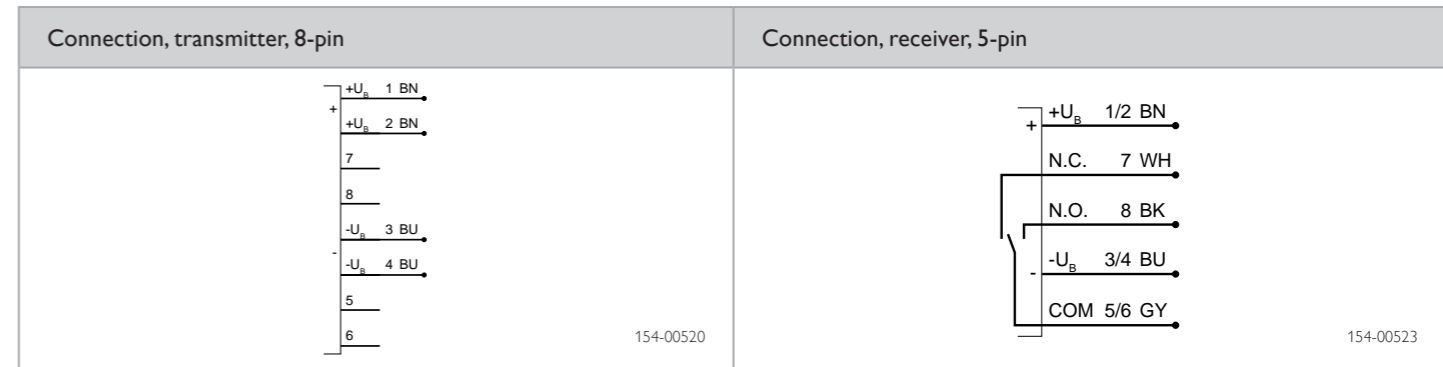 Connection, transmitter, 8-pin
+U_B 1 BN
+
+U_B 2 BN
7
8
-U_B 3 BU
-
-U_B 4 BU
5
6
154-00520
Connection, receiver, 5-pin
+U_B 1/2 BN
+
N.C. 7 WH
N.O. 8 BK
-U_B 3/4 BU
-
COM 5/6 GY
154-00523